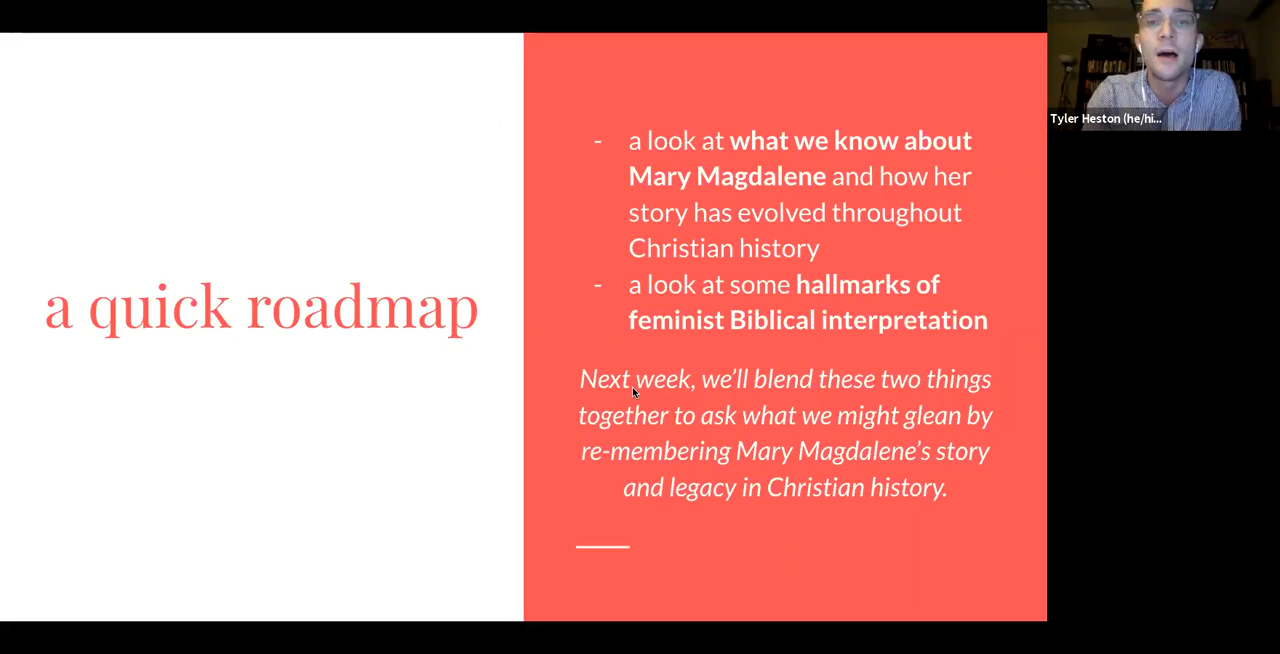 a quick roadmap
- a look at what we know about
Mary Magdalene and how her
story has evolved throughout
Christian history
- a look at some hallmarks of
feminist Biblical interpretation
Next week, we’ll blend these two things
together to ask what we might glean by
re-membering Mary Magdalene’s story
and legacy in Christian history.
Tyler Heston (he/hi...